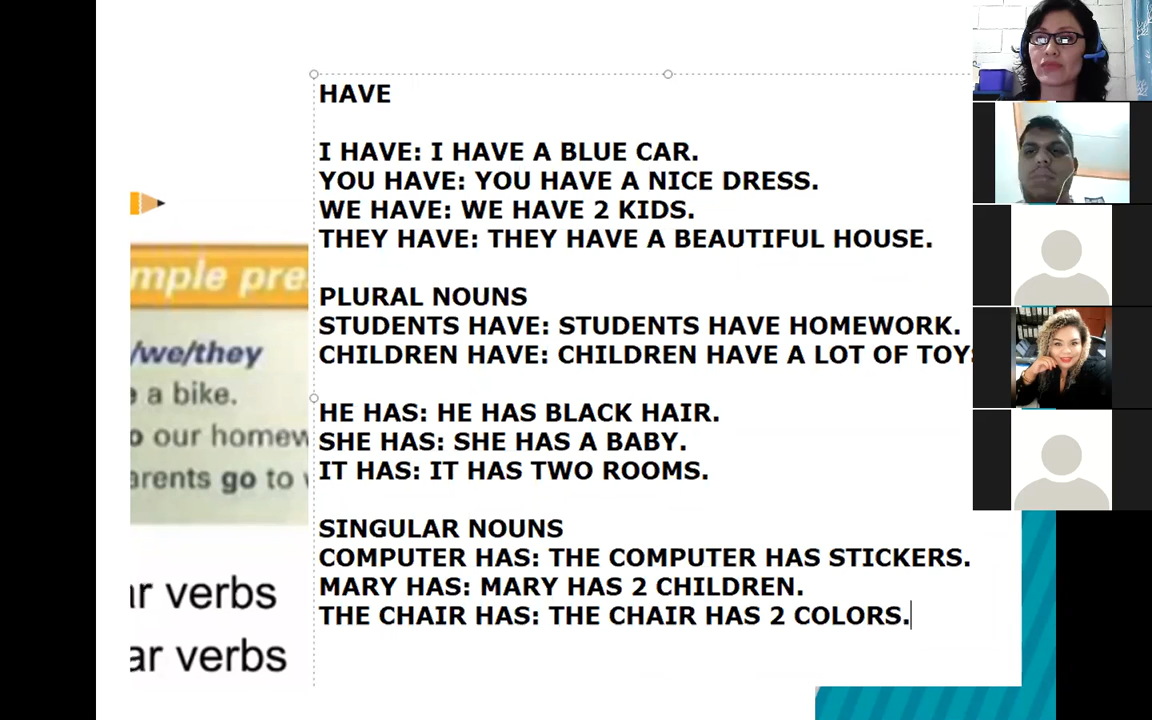 HAVE
I HAVE: I HAVE A BLUE CAR.
YOU HAVE: YOU HAVE A NICE DRESS.
WE HAVE: WE HAVE 2 KIDS.
THEY HAVE: THEY HAVE A BEAUTIFUL HOUSE.
PLURAL NOUNS
STUDENTS HAVE: STUDENTS HAVE HOMEWORK.
CHILDREN HAVE: CHILDREN HAVE A LOT OF TOY
HE HAS: HE HAS BLACK HAIR.
SHE HAS: SHE HAS A BABY.
IT HAS: IT HAS TWO ROOMS.
SINGULAR NOUNS
COMPUTER HAS: THE COMPUTER HAS STICKERS.
MARY HAS: MARY HAS 2 CHILDREN.
THE CHAIR HAS: THE CHAIR HAS 2 COLORS.
mple pre
/we/they
a bike.
o our homew
arents go to
ar verbs
ar verbs